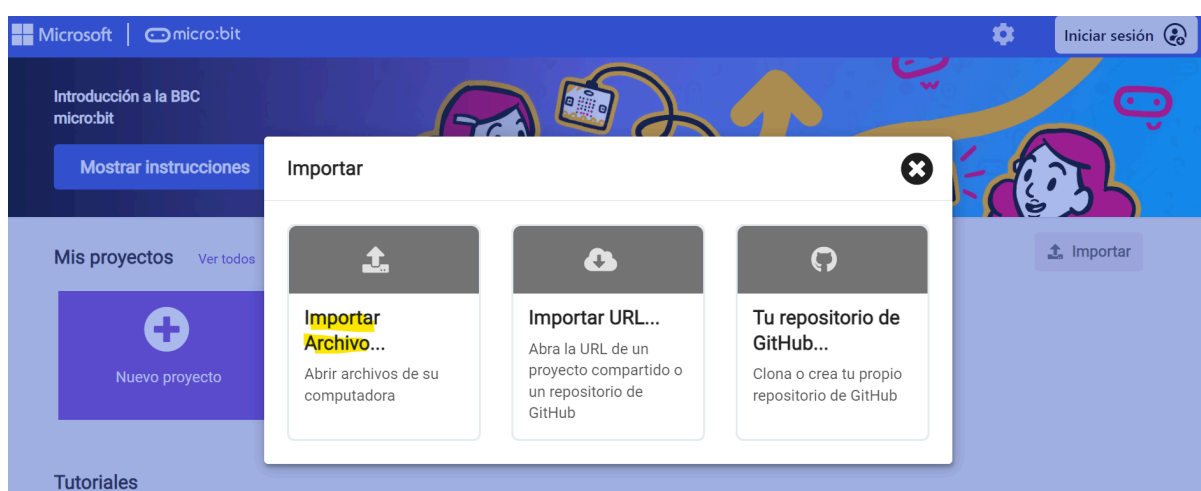 Microsoft
micro:bit
Iniciar sesión
Introducción a la BBC
micro:bit
Mostrar instrucciones
Importar
Mis proyectos
Ver todos
Importar
Nuevo proyecto
Importar
Archivo...
Abrir archivos de su
computadora
Importar URL...
Abra la URL de un
proyecto compartido o
un repositorio de
GitHub
Tu repositorio de
GitHub...
Clona o crea tu propio
repositorio de GitHub
Tutoriales